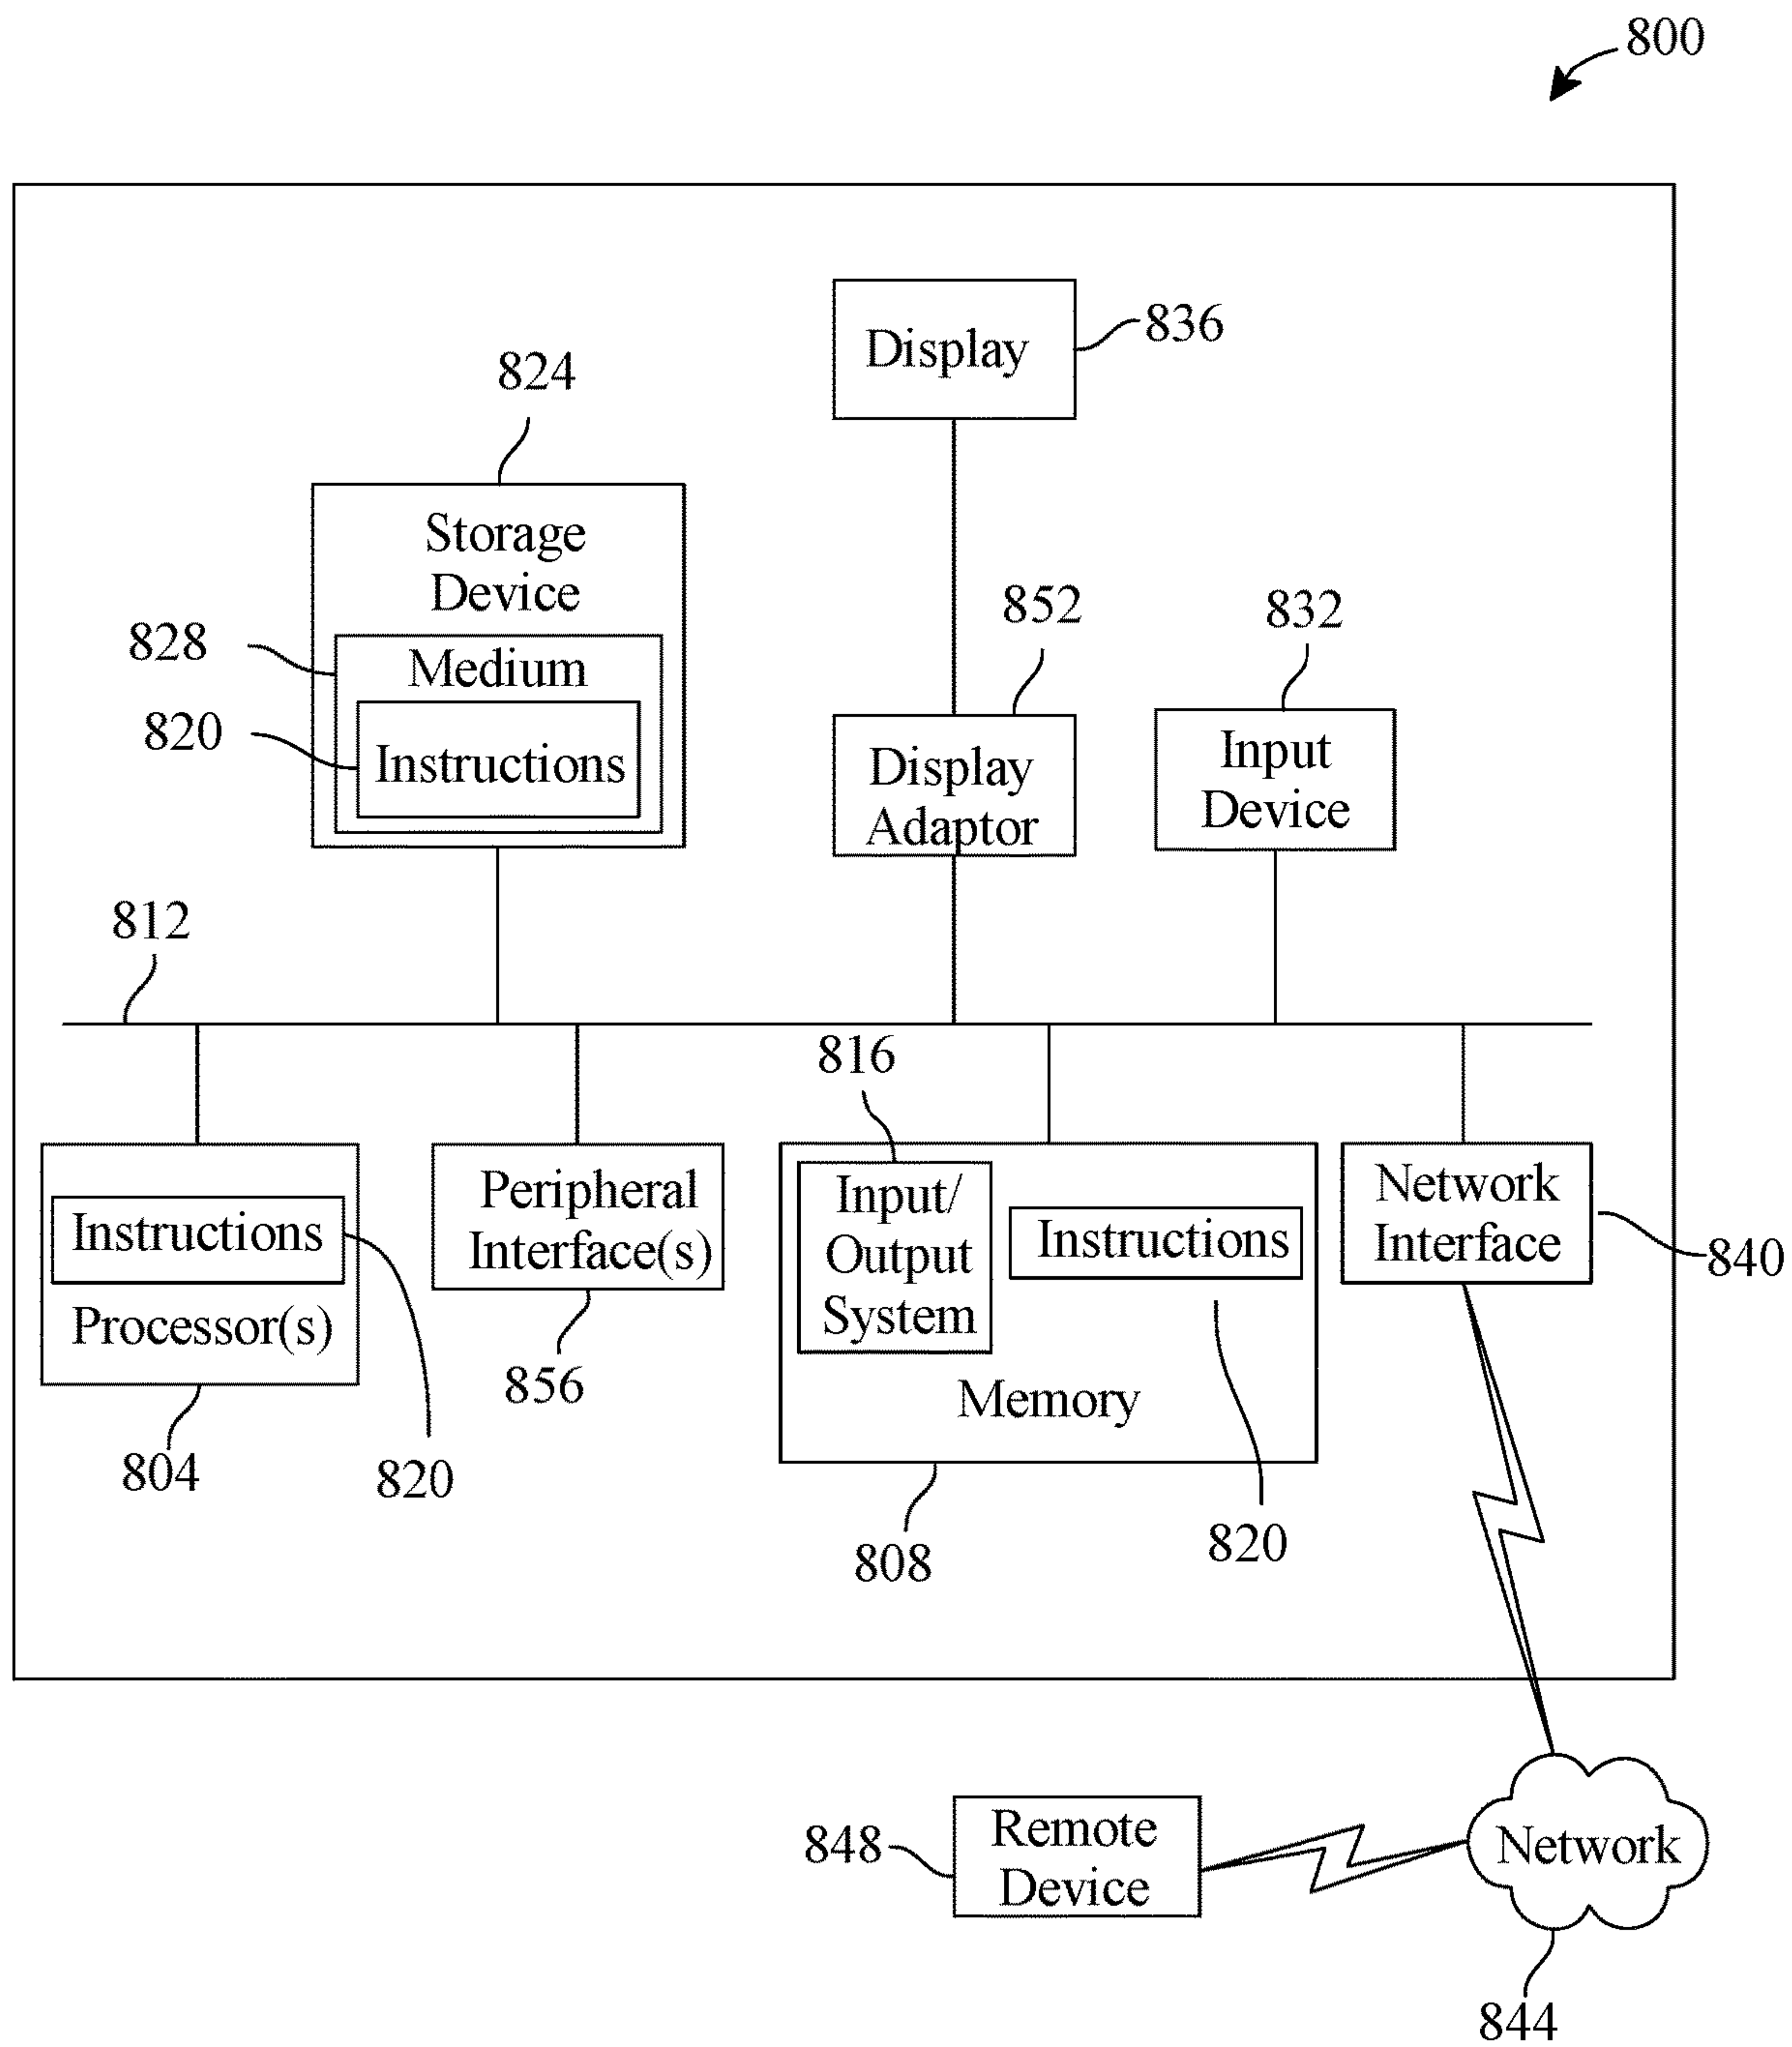 800
Display
836
824
Storage
Device
828
Medium
820
Instructions
852
Display
Adaptor
832
Input
Device
812
816
Instructions
Processor(s)
804
820
Peripheral
Interface(s)
856
Input/
Output
System
Instructions
Memory
808
820
Network
Interface
840
848
Remote
Device
Network
844